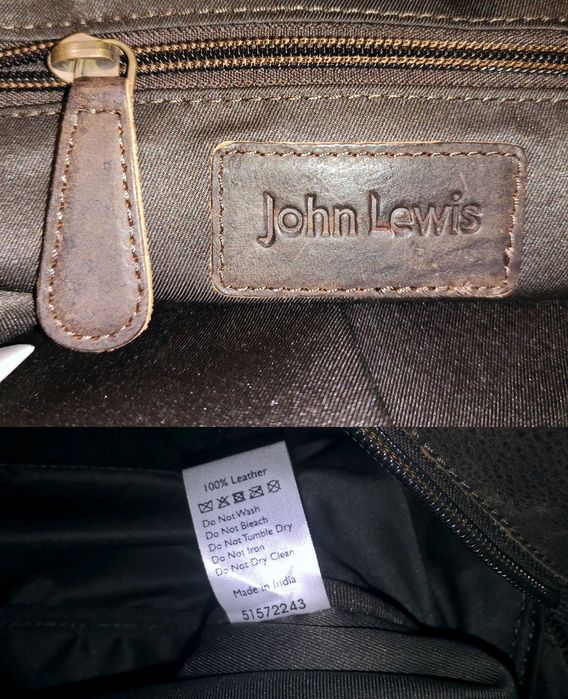 John Lewis
100% Leather
Do Not Wash
Do Not Bleach
Do Not Tumble Dry
Do Not Iron
Do Not Dry Clean
Made in India
51572243